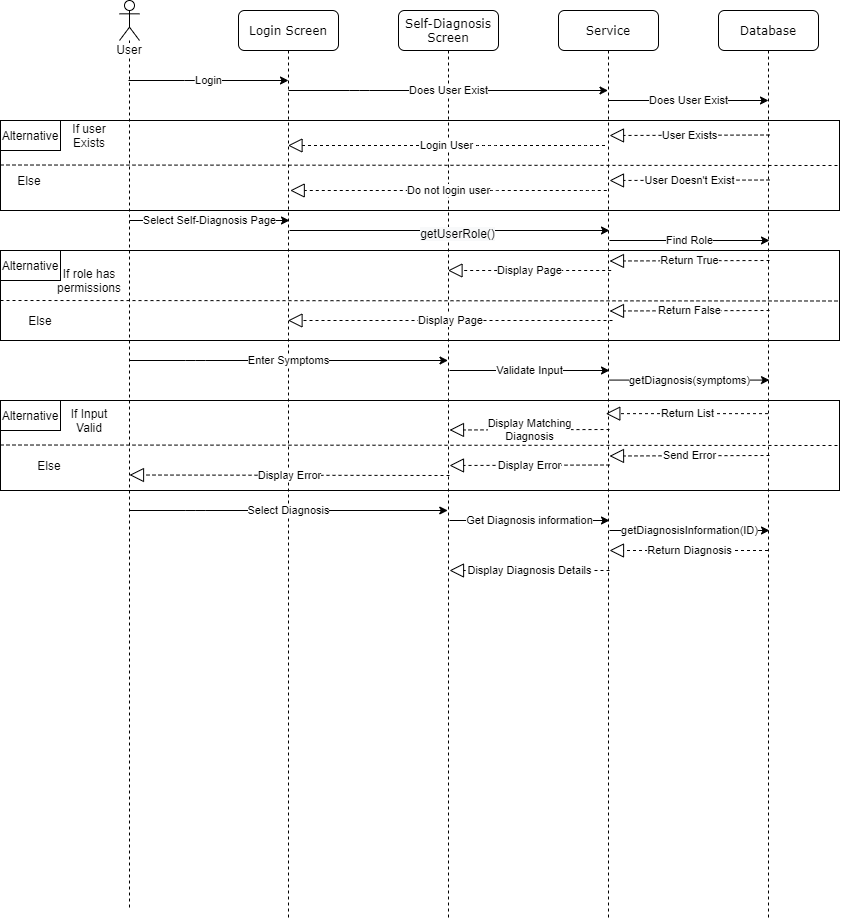 User
Login Screen
Self-Diagnosis
Screen
Service
Database
Login
Does User Exist
Does User Exist
Alternative
If user
Exists
User Exists
Login User
Else
User Doesn't Exist
Do not login user
Select Self-Diagnosis Page
getUserRole()
Find Role
Alternative
If role has
permissions
Return True
Display Page
Else
Return False
Display Page
Enter Symptoms
Validate Input
getDiagnosis(symptoms)
Alternative
If Input
Valid
Return List
Display Matching
Diagnosis
Else
Send Error
Display Error
Display Error
Select Diagnosis
Get Diagnosis information
getDiagnosisInformation(ID)
Return Diagnosis
Display Diagnosis Details